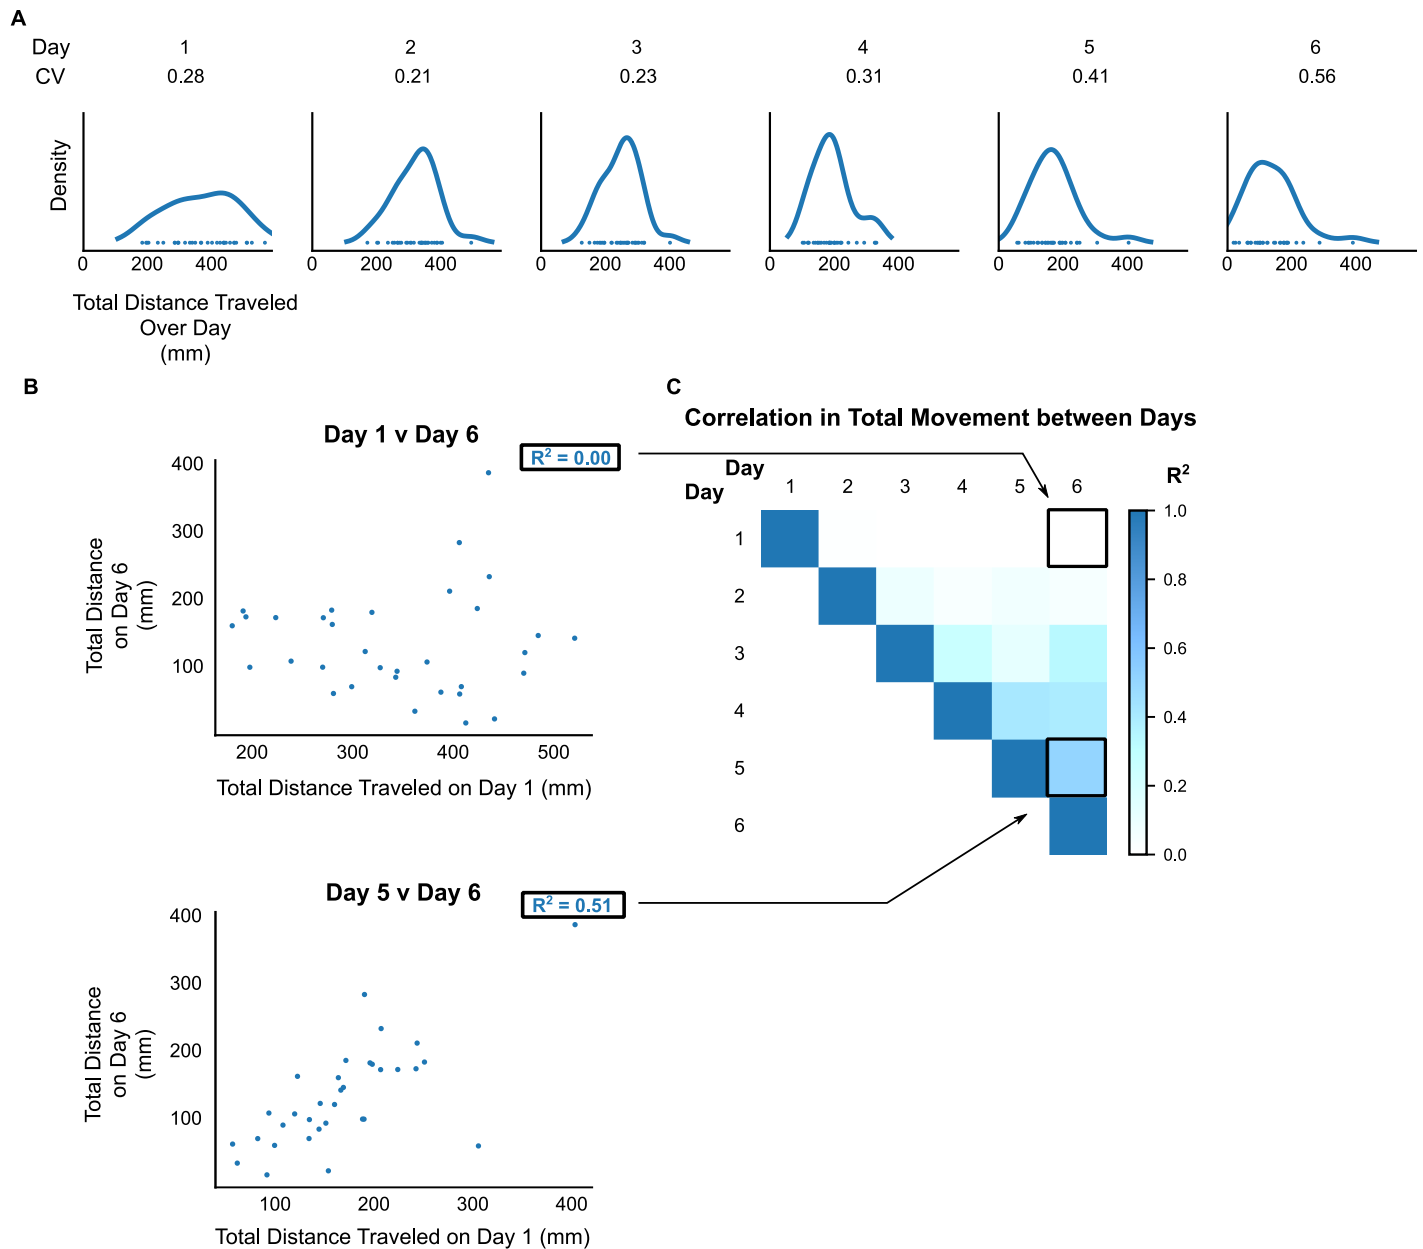 A
Day 1 2 3 4 5 6
CV 0.28 0.21 0.23 0.31 0.41 0.56
Density
0 200 400 0 200 400 0 200 400 0 200 400 0 200 400 0 200 400
Total Distance Traveled
Over Day
(mm)
B
Day 1 v Day 6
R² = 0.00
400
300
200
100
Total Distance
on Day 6
(mm)
200 300 400 500
Total Distance Traveled on Day 1 (mm)
Day 5 v Day 6
R² = 0.51
400
300
200
100
Total Distance
on Day 6
(mm)
100 200 300 400
Total Distance Traveled on Day 1 (mm)
C
Correlation in Total Movement between Days
Day
Day
1 2 3 4 5 6
1
2
3
4
5
6
R²
1.0
0.8
0.6
0.4
0.2
0.0